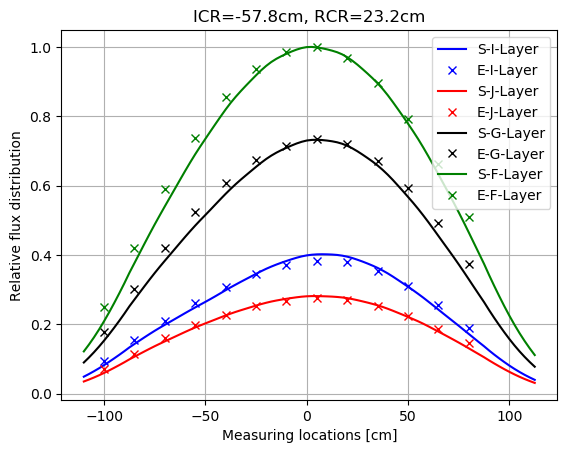 ICR=-57.8cm, RCR=23.2cm
1.0
0.8
0.6
0.4
0.2
0.0
Relative flux distribution
S-I-Layer
E-I-Layer
S-J-Layer
E-J-Layer
S-G-Layer
E-G-Layer
S-F-Layer
E-F-Layer
−100
−50
0
50
100
Measuring locations [cm]